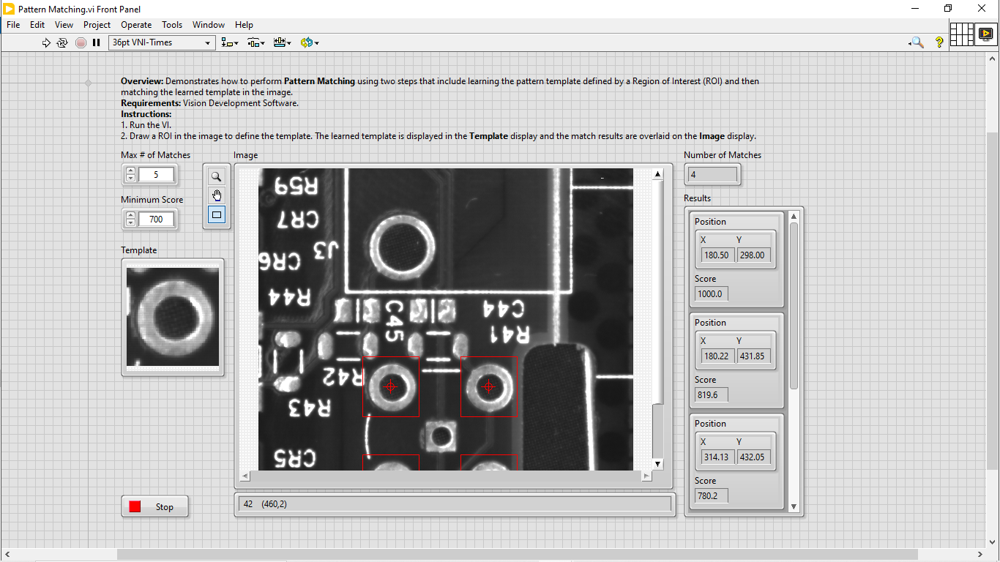 Pattern Matching.vi Front Panel
File Edit View Project Operate Tools Window Help
36pt VNI-Times
Overview: Demonstrates how to perform Pattern Matching using two steps that include learning the pattern template defined by a Region of Interest (ROI) and then
matching the learned template in the image.
Requirements: Vision Development Software.
Instructions:
1. Run the VI.
2. Draw a ROI in the image to define the template. The learned template is displayed in the Template display and the match results are overlaid on the Image display.
Max # of Matches
5
Minimum Score
700
Template
Stop
Image
R59
CR7
J3
CR6
R44
C45
C44
R41
R42
R43
CR5
42 (460,2)
Number of Matches
4
Results
Position
X Y
180.50 298.00
Score
1000.0
Position
X Y
180.22 431.85
Score
819.6
Position
X Y
314.13 432.05
Score
780.2